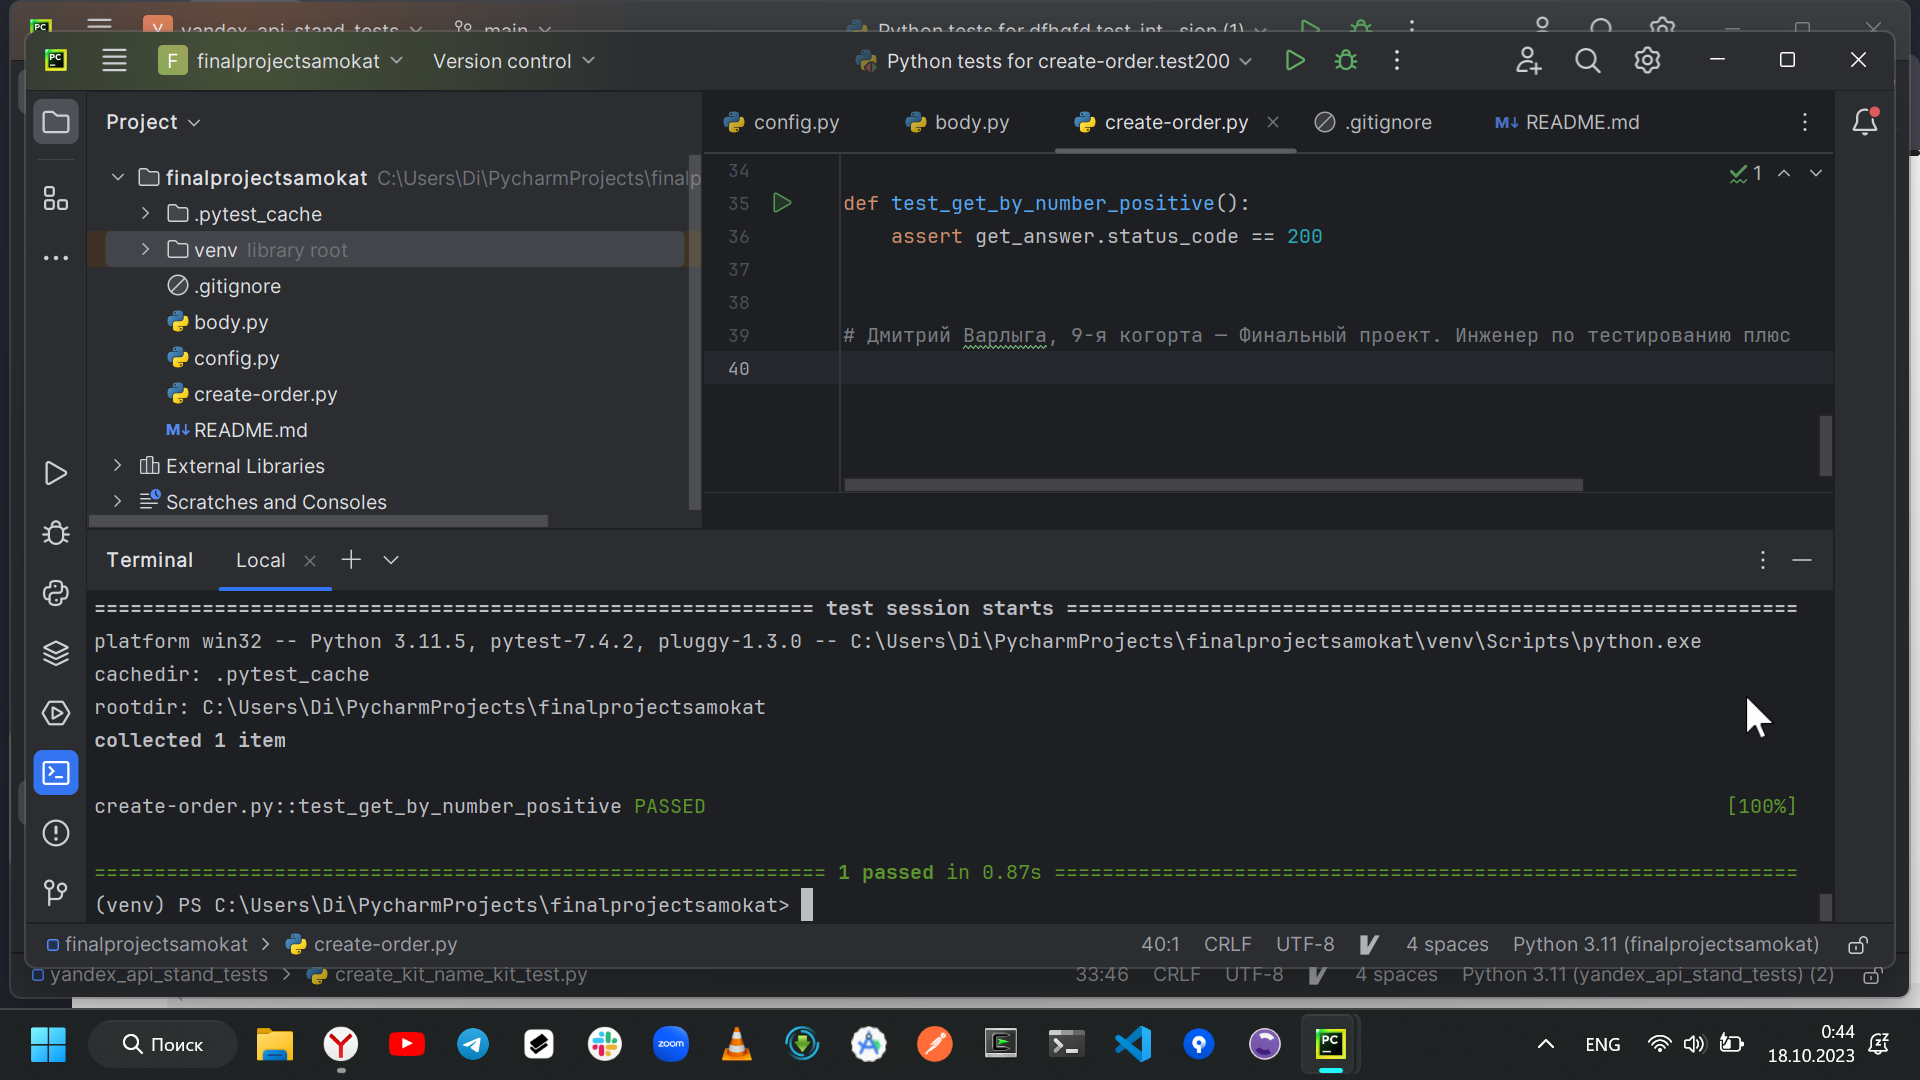 yandex_api_stand_tests
main
Python tests for dfhgfd.test_int...sion (1)
PC
F finalprojectsamokat
Version control
Python tests for create-order.test200
Project
config.py
body.py
create-order.py
.gitignore
README.md
finalprojectsamokat C:\Users\Di\PycharmProjects\finalp
.pytest_cache
venv library root
.gitignore
body.py
config.py
create-order.py
README.md
External Libraries
Scratches and Consoles
1
34
35 def test_get_by_number_positive():
36 assert get_answer.status_code == 200
37
38
39 # Дмитрий Варлыга, 9-я когорта — Финальный проект. Инженер по тестированию плюс
40
Terminal
Local
============================================================ test session starts =============================================================
platform win32 -- Python 3.11.5, pytest-7.4.2, pluggy-1.3.0 -- C:\Users\Di\PycharmProjects\finalprojectsamokat\venv\Scripts\python.exe
cachedir: .pytest_cache
rootdir: C:\Users\Di\PycharmProjects\finalprojectsamokat
collected 1 item
create-order.py::test_get_by_number_positive PASSED [100%]
============================================================= 1 passed in 0.87s ==============================================================
(venv) PS C:\Users\Di\PycharmProjects\finalprojectsamokat>
finalprojectsamokat > create-order.py
40:1 CRLF UTF-8 4 spaces Python 3.11 (finalprojectsamokat)
yandex_api_stand_tests > create_kit_name_kit_test.py
33:46 CRLF UTF-8 4 spaces Python 3.11 (yandex_api_stand_tests) (2)
Поиск
zoom
PC
ENG
0:44
18.10.2023